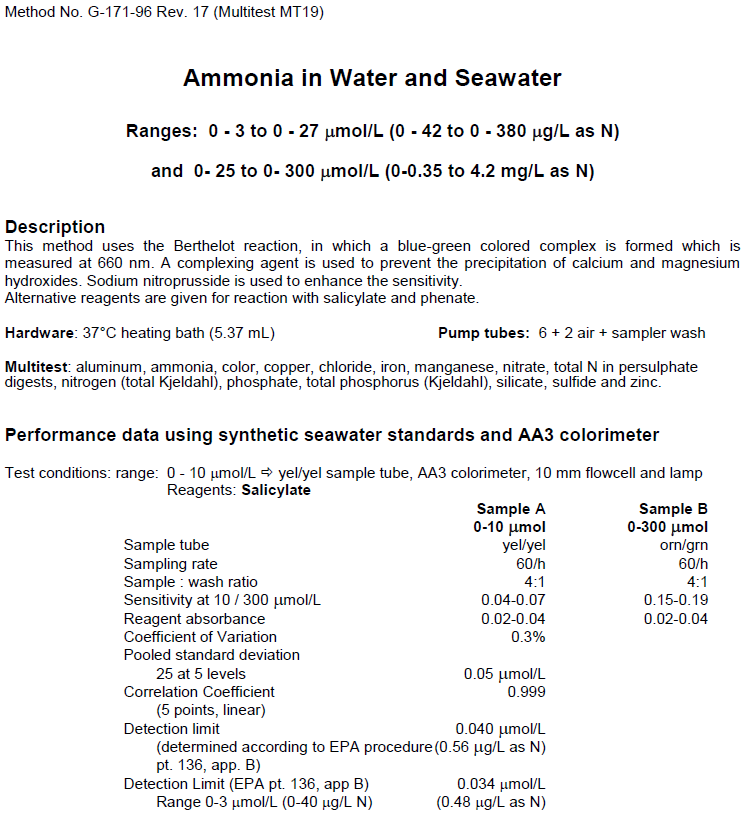 Method No. G-171-96 Rev. 17 (Multitest MT19)
Ammonia in Water and Seawater
Ranges: 0 - 3 to 0 - 27 μmol/L (0 - 42 to 0 - 380 μg/L as N)
and 0- 25 to 0- 300 μmol/L (0-0.35 to 4.2 mg/L as N)
Description
This method uses the Berthelot reaction, in which a blue-green colored complex is formed which is
measured at 660 nm. A complexing agent is used to prevent the precipitation of calcium and magnesium
hydroxides. Sodium nitroprusside is used to enhance the sensitivity.
Alternative reagents are given for reaction with salicylate and phenate.
Hardware: 37°C heating bath (5.37 mL) Pump tubes: 6 + 2 air + sampler wash
Multitest: aluminum, ammonia, color, copper, chloride, iron, manganese, nitrate, total N in persulphate
digests, nitrogen (total Kjeldahl), phosphate, total phosphorus (Kjeldahl), silicate, sulfide and zinc.
Performance data using synthetic seawater standards and AA3 colorimeter
Test conditions: range: 0 - 10 μmol/L ⇨ yel/yel sample tube, AA3 colorimeter, 10 mm flowcell and lamp
Reagents: Salicylate
Sample A Sample B
0-10 μmol 0-300 μmol
Sample tube yel/yel orn/grn
Sampling rate 60/h 60/h
Sample : wash ratio 4:1 4:1
Sensitivity at 10 / 300 μmol/L 0.04-0.07 0.15-0.19
Reagent absorbance 0.02-0.04 0.02-0.04
Coefficient of Variation 0.3%
Pooled standard deviation
25 at 5 levels 0.05 μmol/L
Correlation Coefficient 0.999
(5 points, linear)
Detection limit 0.040 μmol/L
(determined according to EPA procedure (0.56 μg/L as N)
pt. 136, app. B)
Detection Limit (EPA pt. 136, app B) 0.034 μmol/L
Range 0-3 μmol/L (0-40 μg/L N) (0.48 μg/L as N)